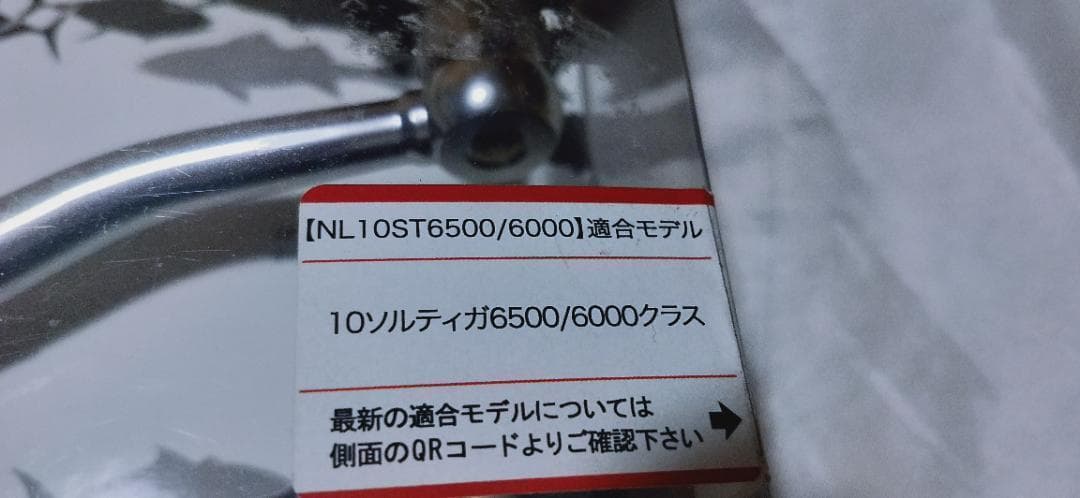 【NL10ST6500/6000】適合モデル
10ソルティガ6500/6000クラス
最新の適合モデルについては
側面のQRコードよりご確認下さい